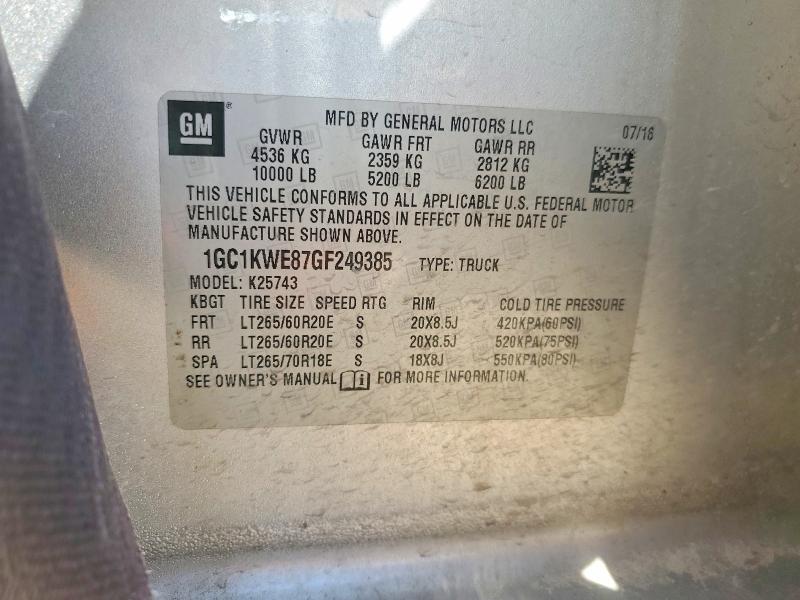 GM ®
MFD BY GENERAL MOTORS LLC 07/16
GVWR GAWR FRT GAWR RR
4536 KG 2359 KG 2812 KG
10000 LB 5200 LB 6200 LB
THIS VEHICLE CONFORMS TO ALL APPLICABLE U.S. FEDERAL MOTOR
VEHICLE SAFETY STANDARDS IN EFFECT ON THE DATE OF
MANUFACTURE SHOWN ABOVE.
1GC1KWE87GF249385 TYPE: TRUCK
MODEL: K25743
KBGT TIRE SIZE SPEED RTG RIM COLD TIRE PRESSURE
FRT LT265/60R20E S 20X8.5J 420KPA(60PSI)
RR LT265/60R20E S 20X8.5J 520KPA(75PSI)
SPA LT265/70R18E S 18X8J 550KPA(80PSI)
SEE OWNER'S MANUAL i FOR MORE INFORMATION.